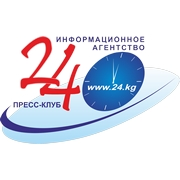 ИНФОРМАЦИОННОЕ
АГЕНТСТВО
24
www.24.kg
ПРЕСС-КЛУБ